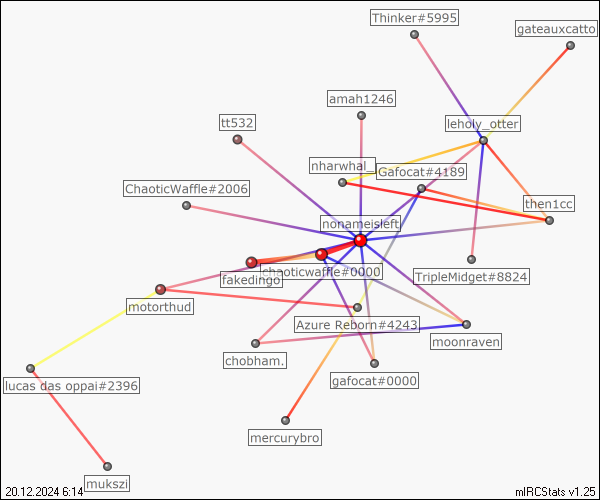 Thinker#5995
gateauxcatto
amah1246
tt532
leholy_otter
nharwhal_
Gafocat#4189
ChaoticWaffle#2006
then1cc
nonameisleft
chaoticwaffle#0000
fakedingo
TripleMidget#8824
motorthud
Azure Reborn#4243
moonraven
chobham.
gafocat#0000
lucas das oppai#2396
mercurybro
mukszi
20.12.2024 6:14
mIRCStats v1.25